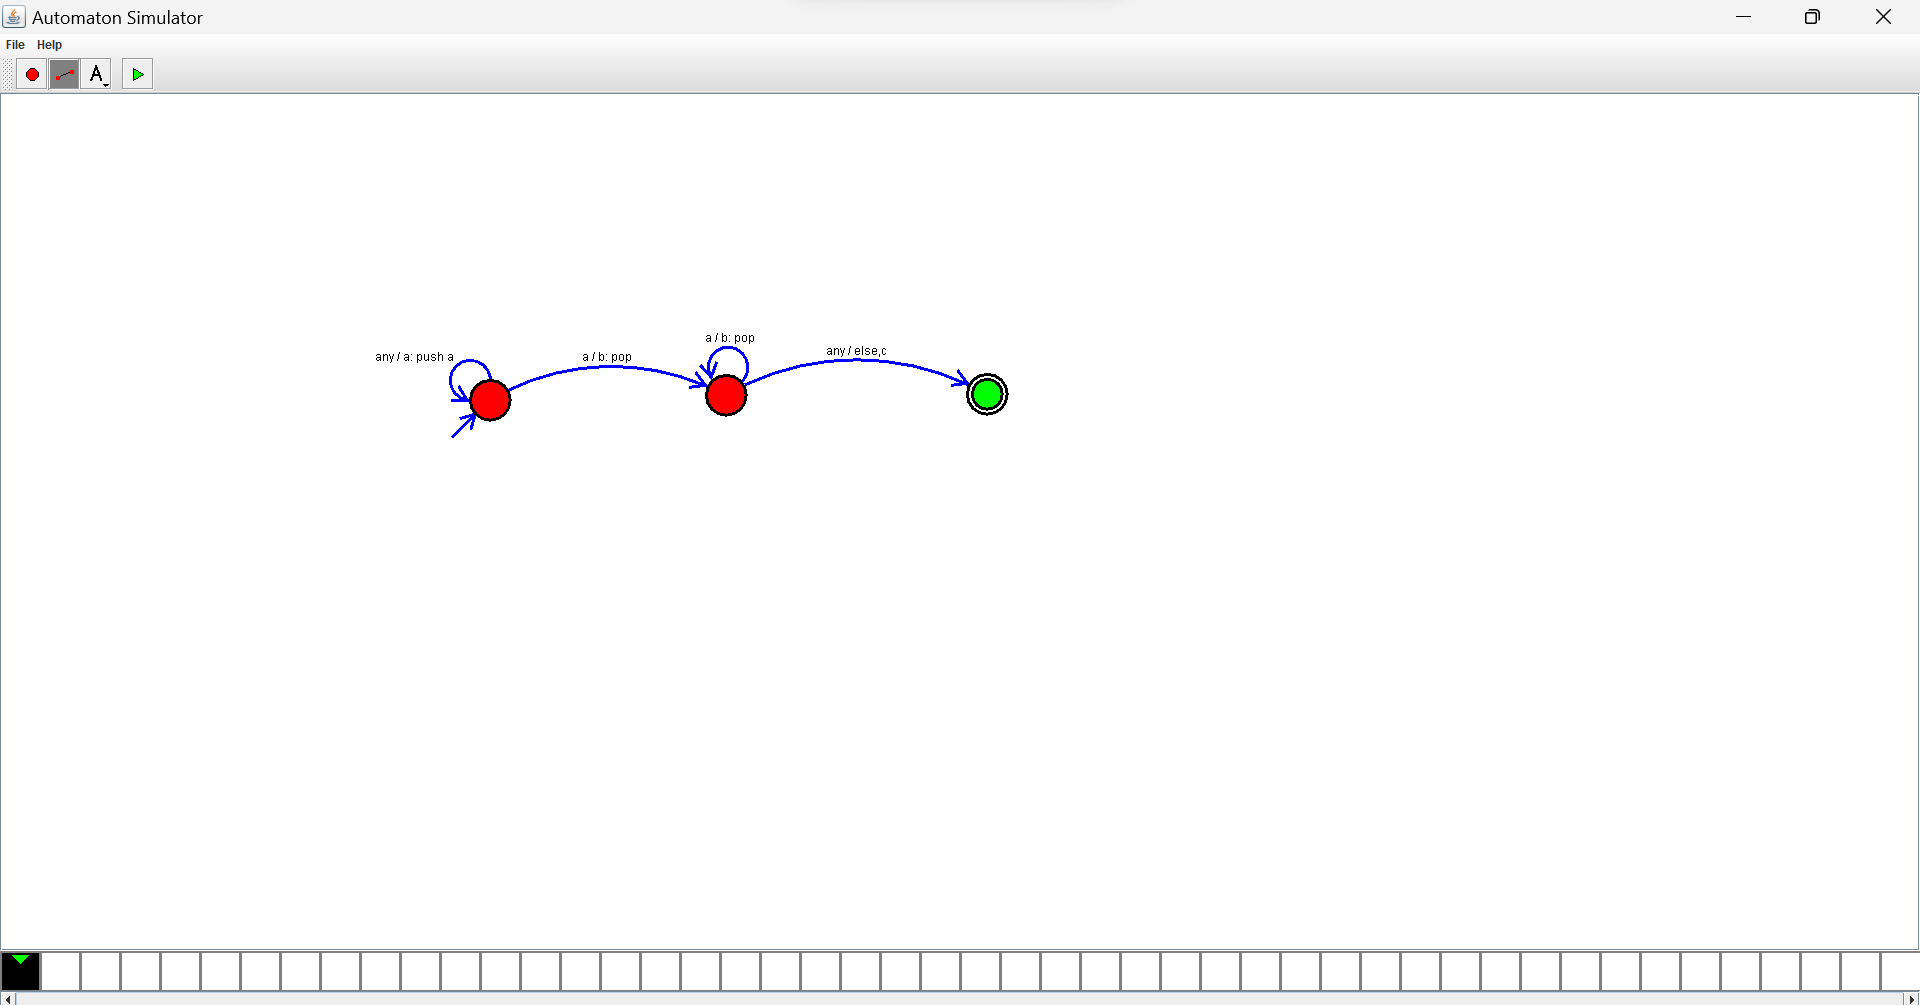 Automaton Simulator
File Help
A
a / b: pop
any / else,c
any / a: push a
a / b: pop